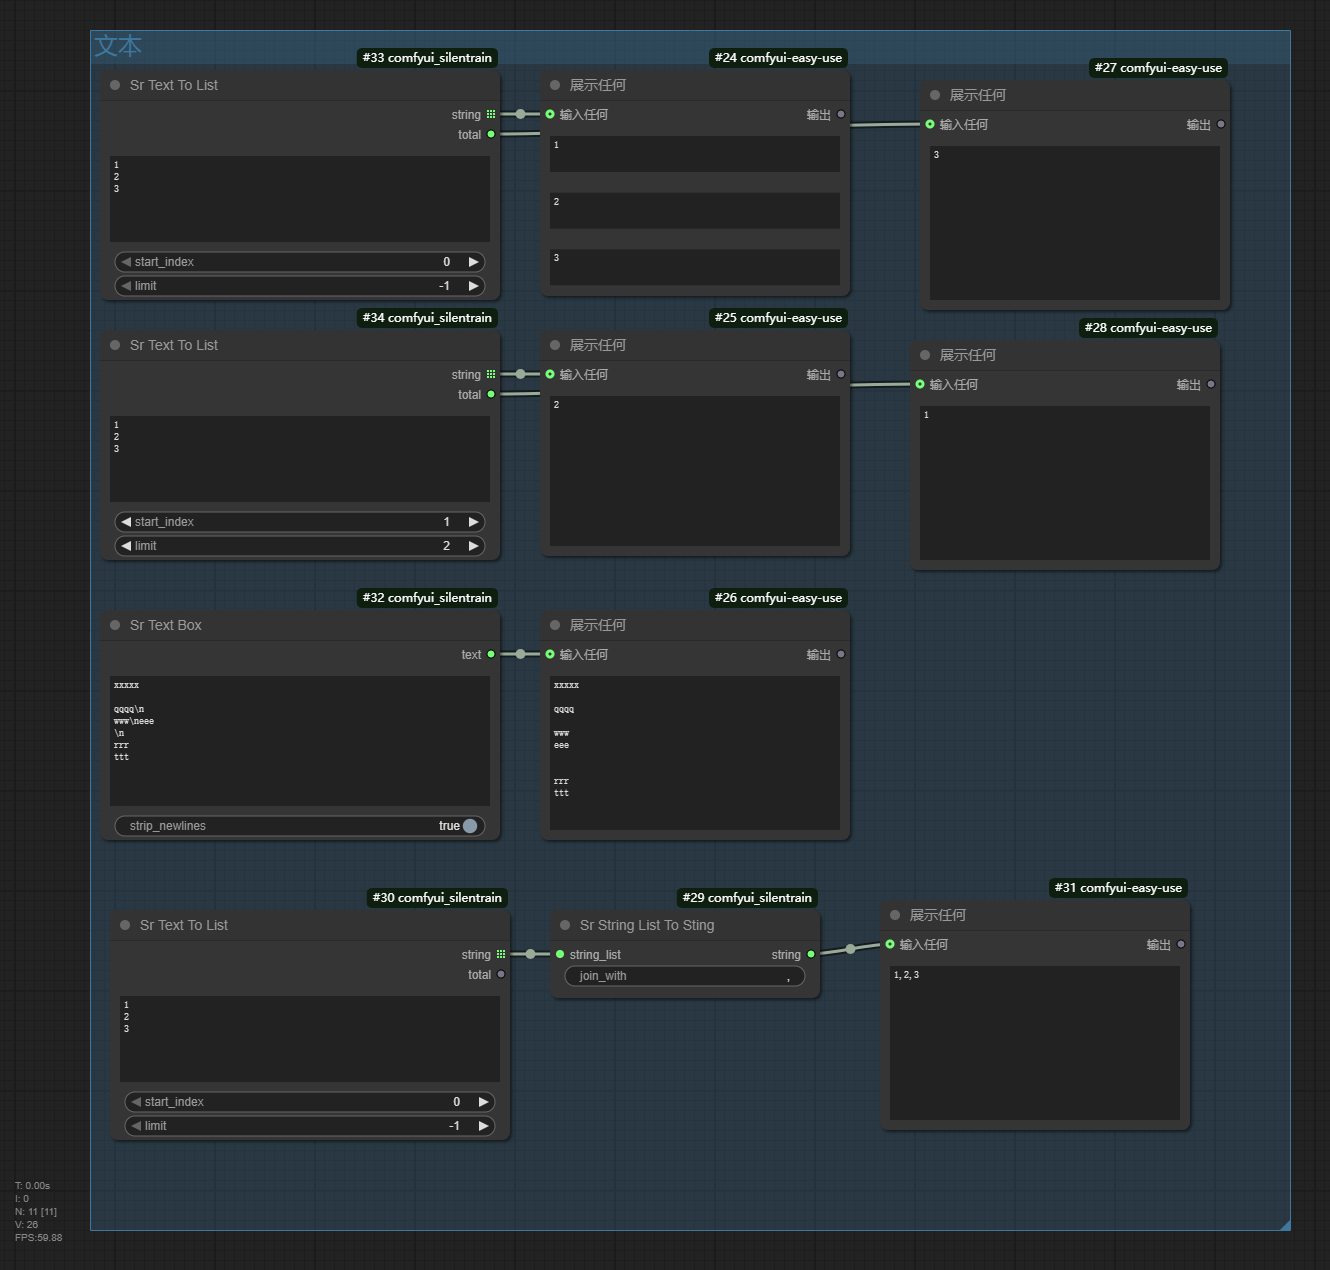 文本
#33 comfyui_silentrain
Sr Text To List
string
total
1
2
3
start_index 0
limit -1
#24 comfyui-easy-use
展示任何
输入任何 输出
1
2
3
#27 comfyui-easy-use
展示任何
输入任何 输出
3
#34 comfyui_silentrain
Sr Text To List
string
total
1
2
3
start_index 1
limit 2
#25 comfyui-easy-use
展示任何
输入任何 输出
2
#28 comfyui-easy-use
展示任何
输入任何 输出
1
#32 comfyui_silentrain
Sr Text Box
text
xxxxx
qqqq\n
www\neee
\n
rrr
ttt
strip_newlines true
#26 comfyui-easy-use
展示任何
输入任何 输出
xxxxx
qqqq
www
eee
rrr
ttt
#30 comfyui_silentrain
Sr Text To List
string
total
1
2
3
start_index 0
limit -1
#29 comfyui_silentrain
Sr String List To Sting
string_list string
join_with ,
#31 comfyui-easy-use
展示任何
输入任何 输出
1,2,3
T: 0.00s
I: 0
N: 11 [11]
V: 26
FPS:59.88